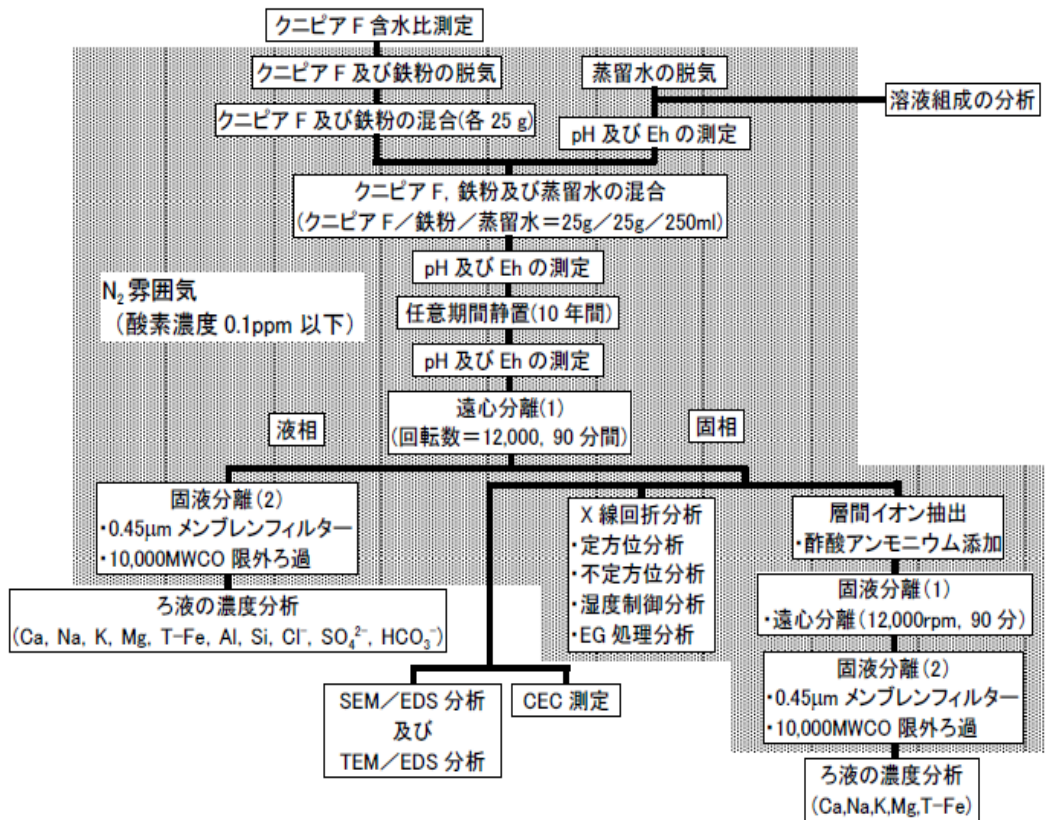 クニピア F 含水比測定
クニピア F 及び鉄粉の脱気
蒸留水の脱気
溶液組成の分析
クニピア F 及び鉄粉の混合(各 25 g)
pH 及び Eh の測定
クニピア F, 鉄粉及び蒸留水の混合
(クニピア F／鉄粉／蒸留水＝25g／25g／250ml)
pH 及び Eh の測定
N₂ 雰囲気
（酸素濃度 0.1ppm 以下）
任意期間静置(10 年間)
pH 及び Eh の測定
遠心分離(1)
(回転数＝12,000, 90 分間)
液相
固相
固液分離(2)
・0.45μm メンブレンフィルター
・10,000MWCO 限外ろ過
ろ液の濃度分析
(Ca, Na, K, Mg, T-Fe, Al, Si, Cl⁻, SO₄²⁻, HCO₃⁻)
X 線回折分析
・定方位分析
・不定方位分析
・湿度制御分析
・EG 処理分析
層間イオン抽出
・酢酸アンモニウム添加
固液分離(1)
・遠心分離(12,000rpm, 90 分)
固液分離(2)
・0.45μm メンブレンフィルター
・10,000MWCO 限外ろ過
SEM／EDS 分析
及び
TEM／EDS 分析
CEC 測定
ろ液の濃度分析
(Ca,Na,K,Mg,T-Fe)